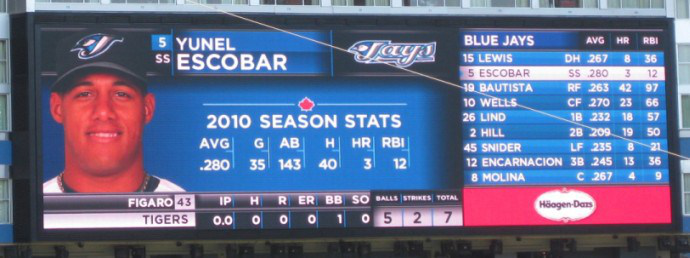 5 YUNEL
SS ESCOBAR
Jays
2010 SEASON STATS
AVG G AB H HR RBI
.280 35 143 40 3 12
BLUE JAYS AVG HR RBI
15 LEWIS DH .267 8 36
5 ESCOBAR SS .280 3 12
19 BAUTISTA RF .263 42 97
10 WELLS CF .270 23 66
26 LIND 1B .232 18 57
2 HILL 2B .209 19 50
45 SNIDER LF .235 8 21
12 ENCARNACION 3B .245 13 36
8 MOLINA C .267 4 9
Häagen-Dazs
FIGARO 43 IP H R ER BB SO
TIGERS 0.0 0 0 0 1 0
BALLS STRIKES TOTAL
5 2 7